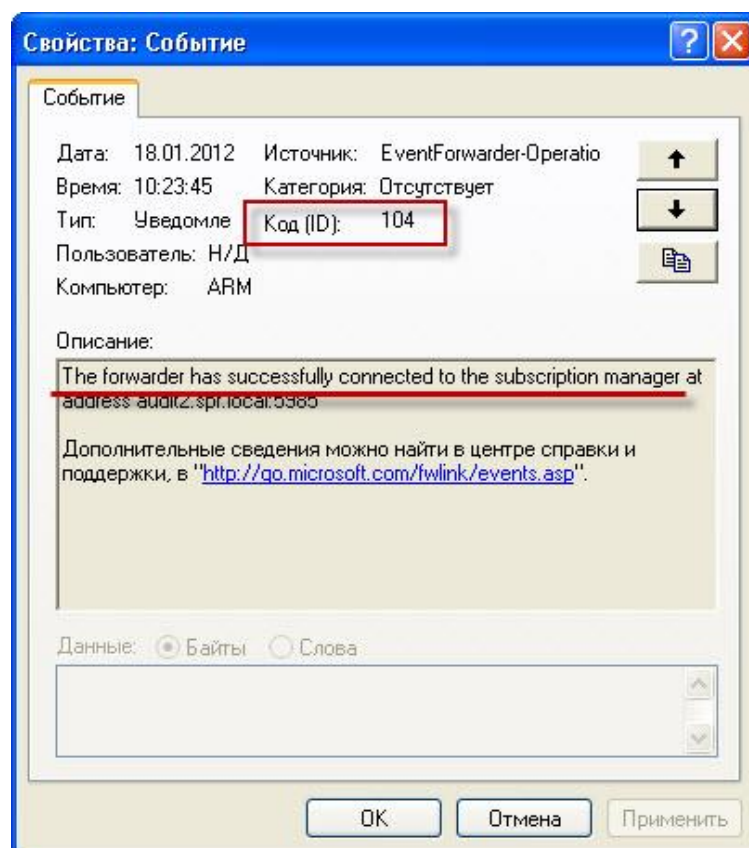 Свойства: Событие
Событие
Дата: 18.01.2012 Источник: EventForwarder-Operatio
Время: 10:23:45 Категория: Отсутствует
Тип: Уведомле Код (ID): 104
Пользователь: Н/Д
Компьютер: ARM
Описание:
The forwarder has successfully connected to the subscription manager at
address audit2.spr.local:5985
Дополнительные сведения можно найти в центре справки и
поддержки, в "http://go.microsoft.com/fwlink/events.asp".
Данные: Байты Слова
ОК Отмена Применить